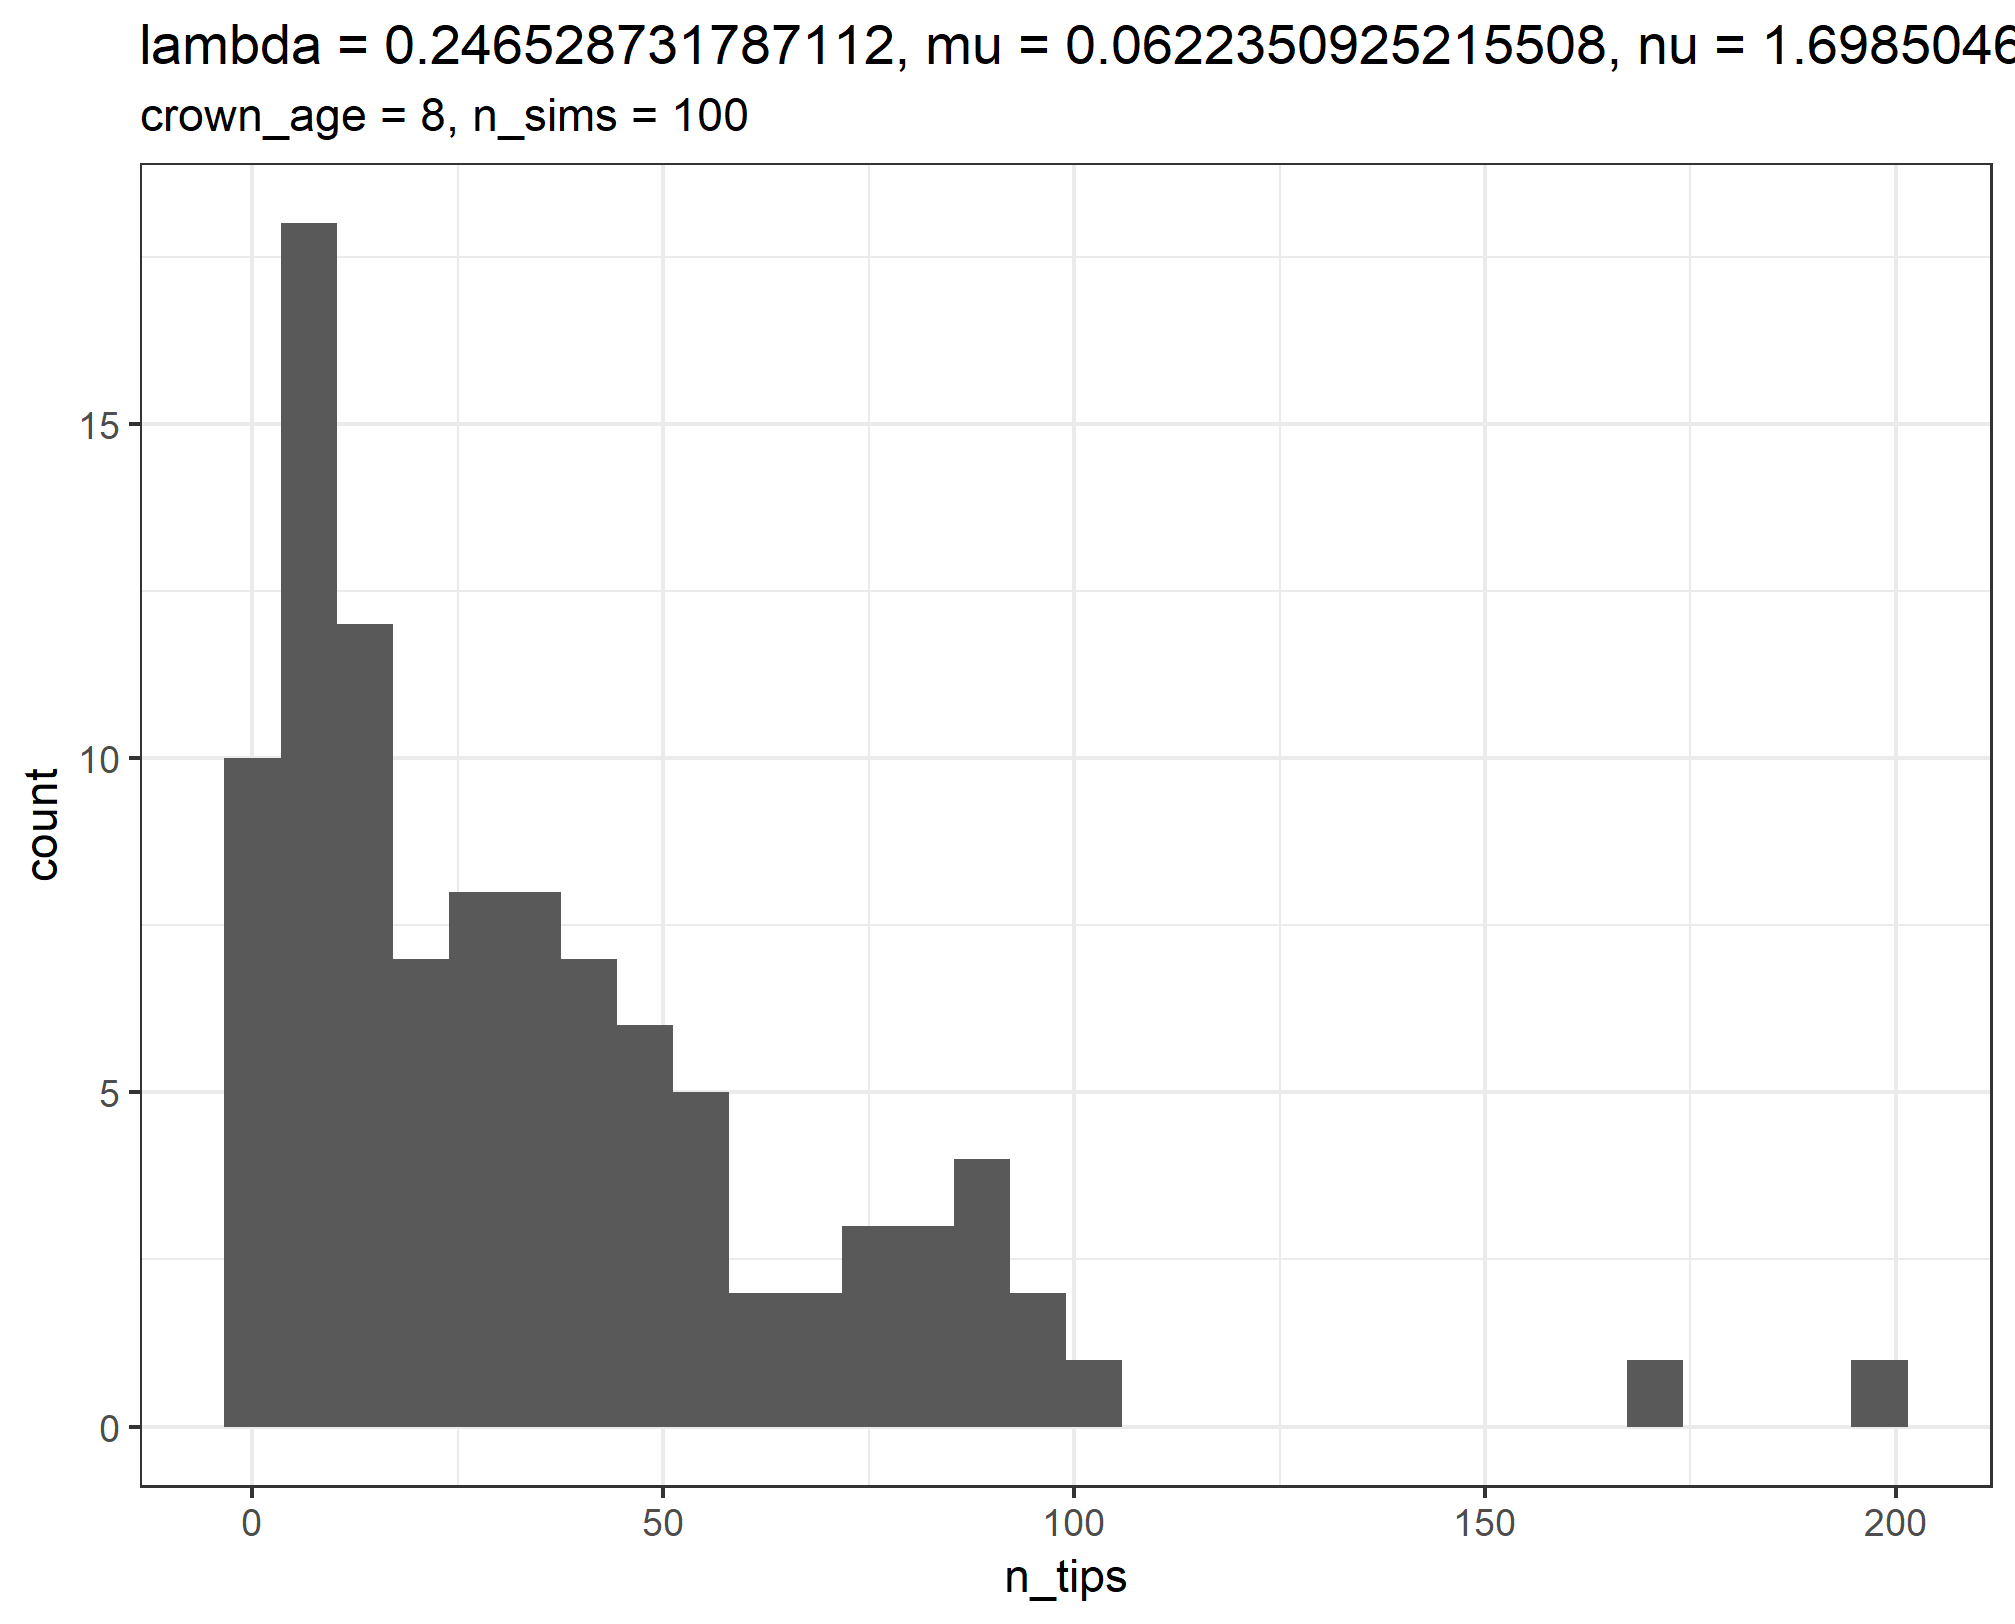 lambda = 0.246528731787112, mu = 0.0622350925215508, nu = 1.6985046
crown_age = 8, n_sims = 100
15
10
5
0
count
0 50 100 150 200
n_tips